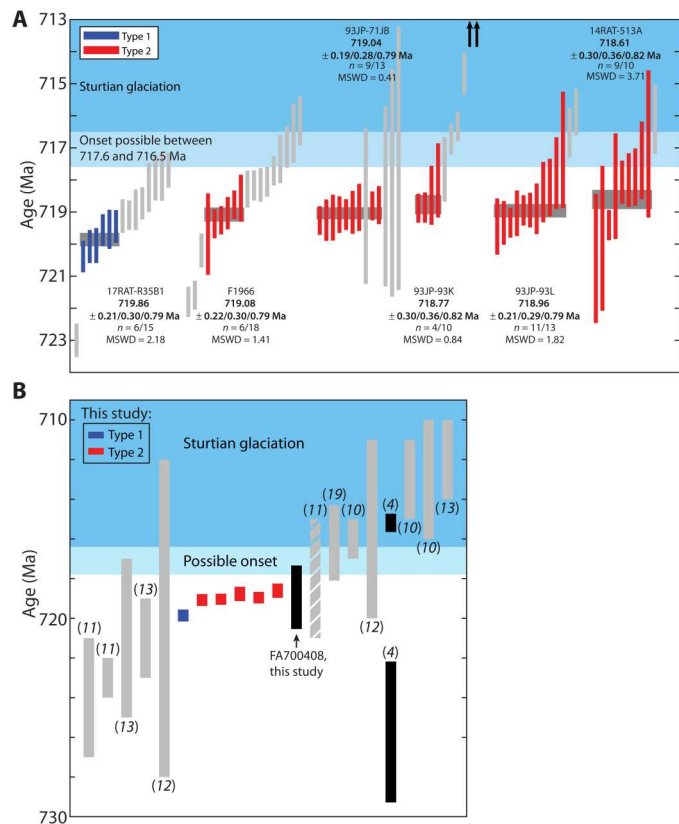 A
713
715
717
719
721
723
Age (Ma)
Type 1
Type 2
Sturtian glaciation
Onset possible between
717.6 and 716.5 Ma
93JP-71JB
719.04
± 0.19/0.28/0.79 Ma
n = 9/13
MSWD = 0.41
14RAT-513A
718.61
± 0.30/0.36/0.82 Ma
n = 9/10
MSWD = 3.71
17RAT-R35B1
719.86
± 0.21/0.30/0.79 Ma
n = 6/15
MSWD = 2.18
F1966
719.08
± 0.22/0.30/0.79 Ma
n = 6/18
MSWD = 1.41
93JP-93K
718.77
± 0.30/0.36/0.82 Ma
n = 4/10
MSWD = 0.84
93JP-93L
718.96
± 0.21/0.29/0.79 Ma
n = 11/13
MSWD = 1.82
B
710
720
730
Age (Ma)
This study:
Type 1
Type 2
Sturtian glaciation
Possible onset
(11)
(11)
(13)
(13)
(12)
FA700408,
this study
(11)
(19)
(10)
(12)
(4)
(4)
(10)
(10)
(13)